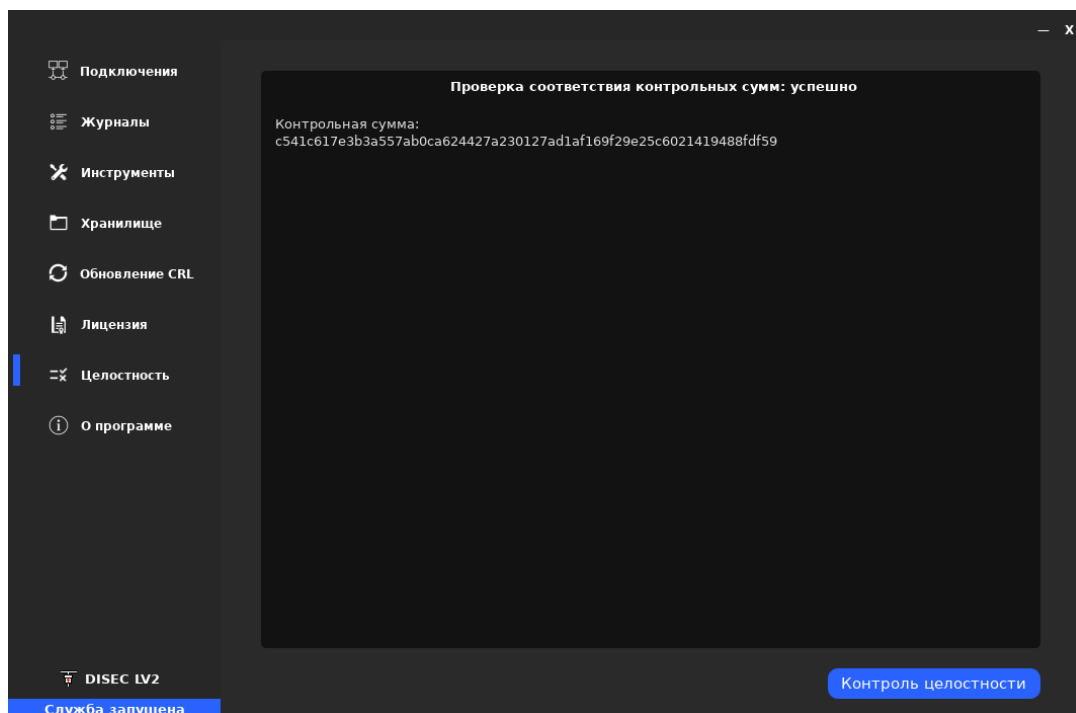 — X
Подключения
Журналы
Инструменты
Хранилище
Обновление CRL
Лицензия
Целостность
О программе
Проверка соответствия контрольных сумм: успешно
Контрольная сумма:
c541c617e3b3a557ab0ca624427a230127ad1af169f29e25c6021419488fdf59
DISEC LV2
Служба запущена
Контроль целостности